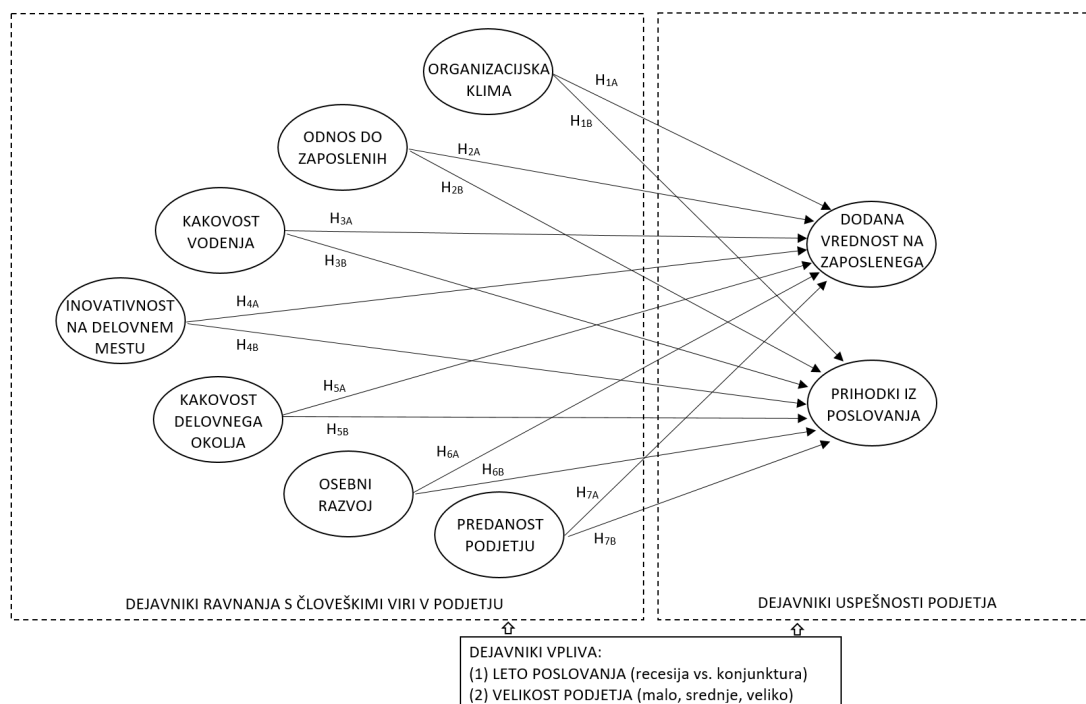 ORGANIZACIJSKA
KLIMA
H1A
H1B
ODNOS DO
ZAPOSLENIH
H2A
H2B
KAKOVOST
VODENJA
H3A
H3B
DODANA
VREDNOST NA
ZAPOSLENEGA
INOVATIVNOST
NA DELOVNEM
MESTU
H4A
H4B
KAKOVOST
DELOVNEGA
OKOLJA
H5A
H5B
PRIHODKI IZ
POSLOVANJA
OSEBNI
RAZVOJ
H6A
H6B
PREDANOST
PODJETJU
H7A
H7B
DEJAVNIKI RAVNANJA S ČLOVEŠKIMI VIRI V PODJETJU
DEJAVNIKI USPEŠNOSTI PODJETJA
DEJAVNIKI VPLIVA:
(1) LETO POSLOVANJA (recesija vs. konjunktura)
(2) VELIKOST PODJETJA (malo, srednje, veliko)